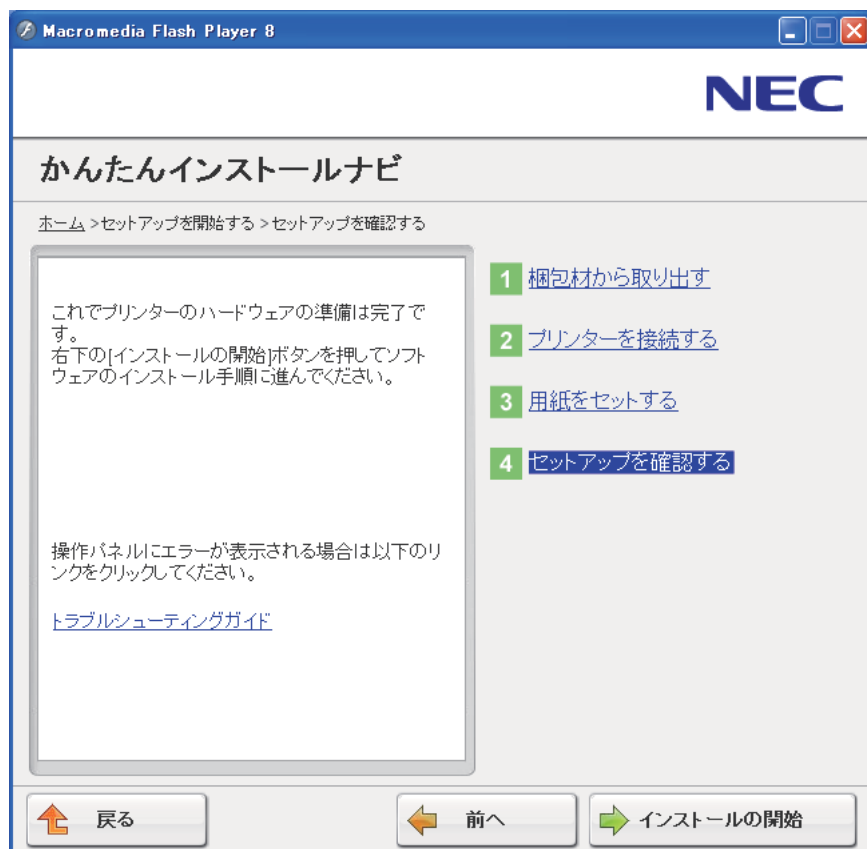 Macromedia Flash Player 8
NEC
かんたんインストールナビ
ホーム >セットアップを開始する >セットアップを確認する
これでプリンターのハードウェアの準備は完了で
す。
右下の[インストールの開始]ボタンを押してソフト
ウェアのインストール手順に進んでください。
操作パネルにエラーが表示される場合は以下のリ
ンクをクリックしてください。
トラブルシューティングガイド
1 梱包材から取り出す
2 プリンターを接続する
3 用紙をセットする
4 セットアップを確認する
戻る
前へ
インストールの開始